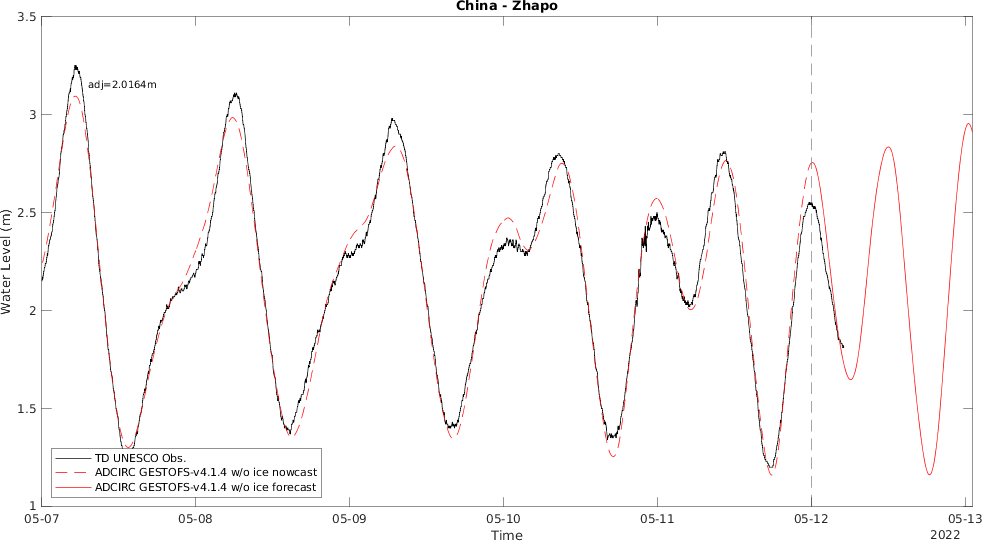 China - Zhapo
3.5
adj=2.0164m
3
2.5
Water Level (m)
2
1.5
TD UNESCO Obs.
ADCIRC GESTOFS-v4.1.4 w/o ice nowcast
ADCIRC GESTOFS-v4.1.4 w/o ice forecast
1
05-07 05-08 05-09 05-10 05-11 05-12 05-13
Time
2022